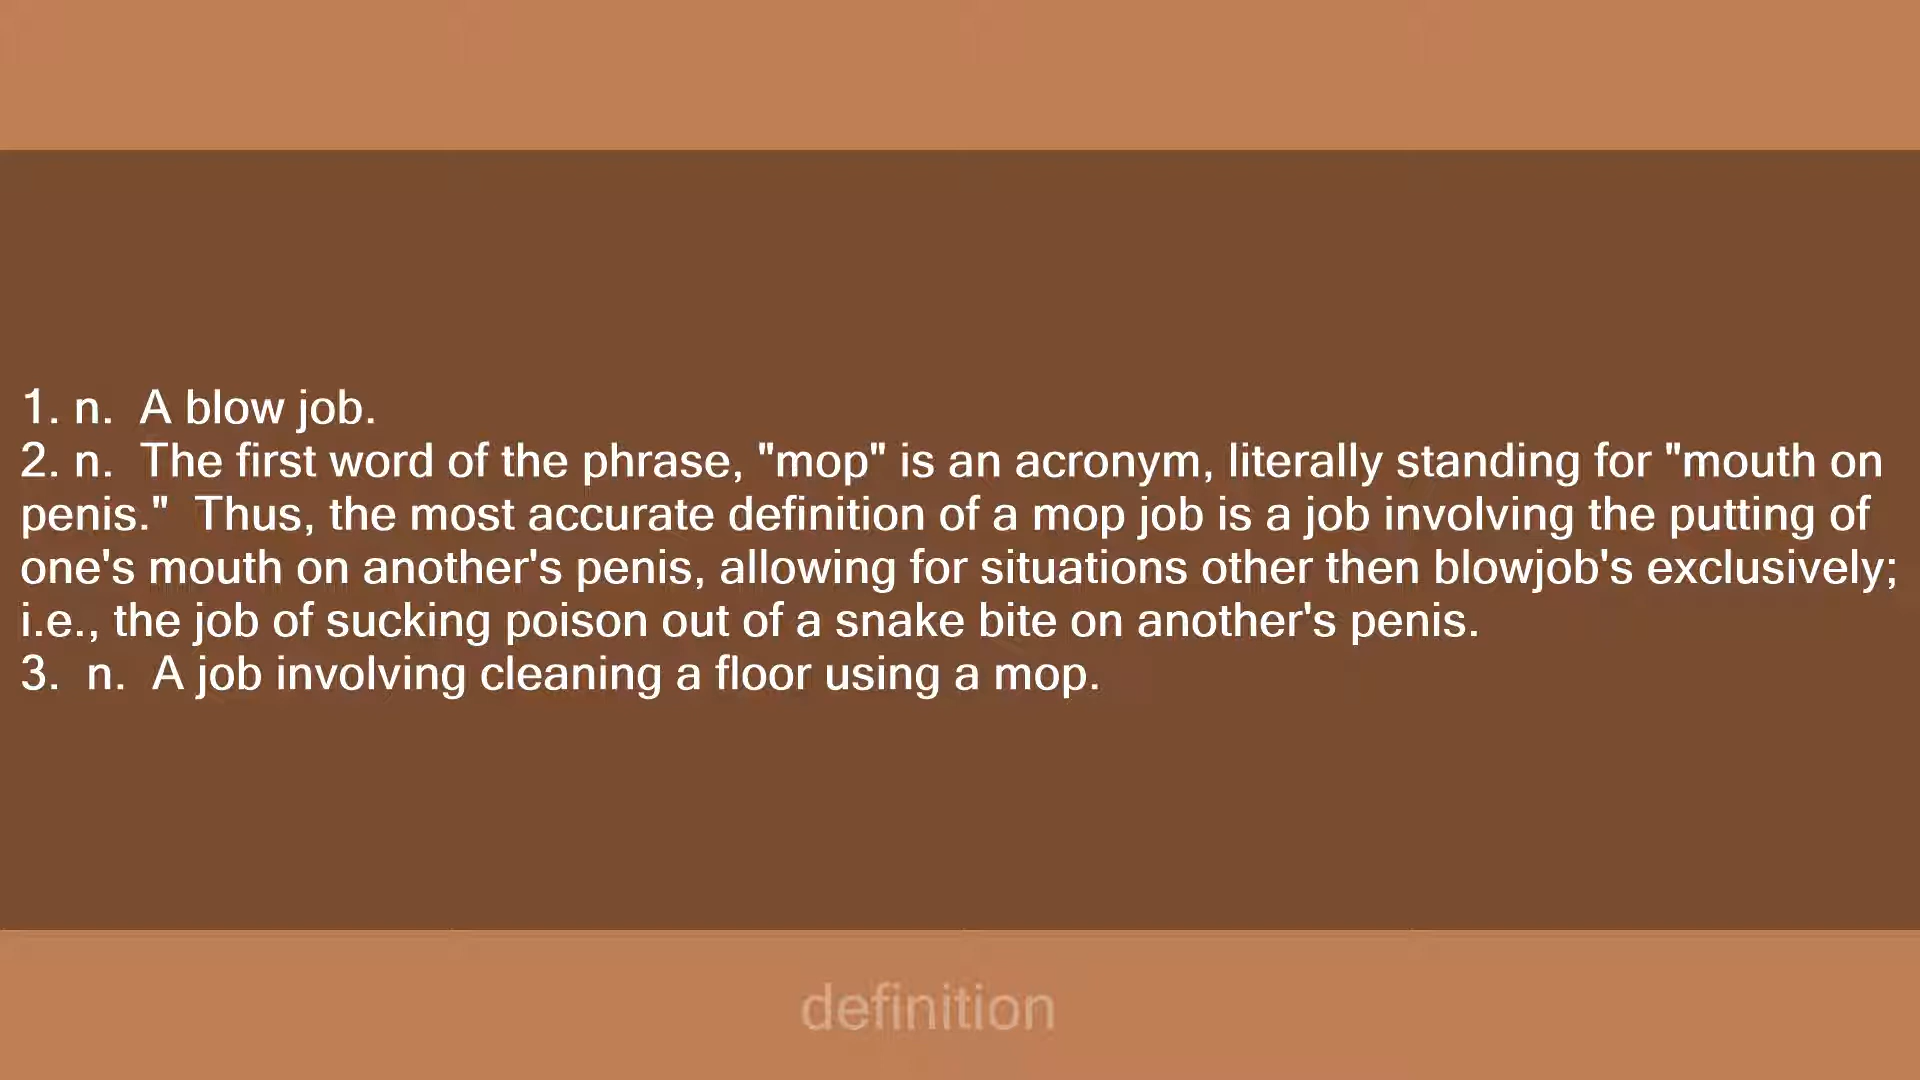 1. n.  A blow job.
2. n.  The first word of the phrase, "mop" is an acronym, literally standing for "mouth on
penis."  Thus, the most accurate definition of a mop job is a job involving the putting of
one's mouth on another's penis, allowing for situations other then blowjob's exclusively;
i.e., the job of sucking poison out of a snake bite on another's penis.
3.  n.  A job involving cleaning a floor using a mop.
definition